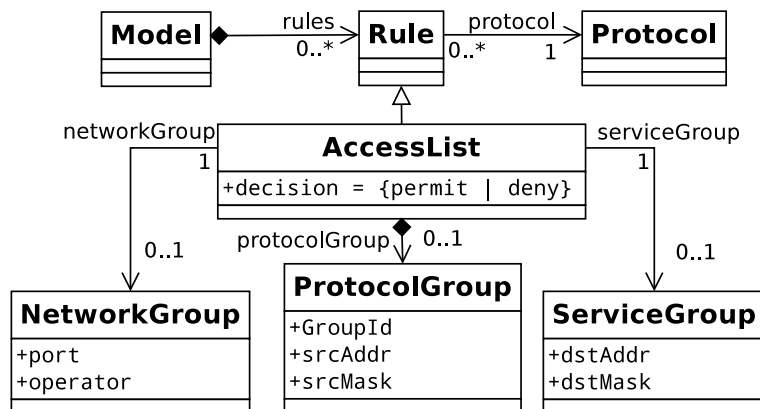 Model
rules
0..*
Rule
protocol
0..*
1
Protocol
networkGroup
1
AccessList
+decision = {permit | deny}
serviceGroup
1
0..1
protocolGroup
0..1
0..1
NetworkGroup
+port
+operator
ProtocolGroup
+GroupId
+srcAddr
+srcMask
ServiceGroup
+dstAddr
+dstMask